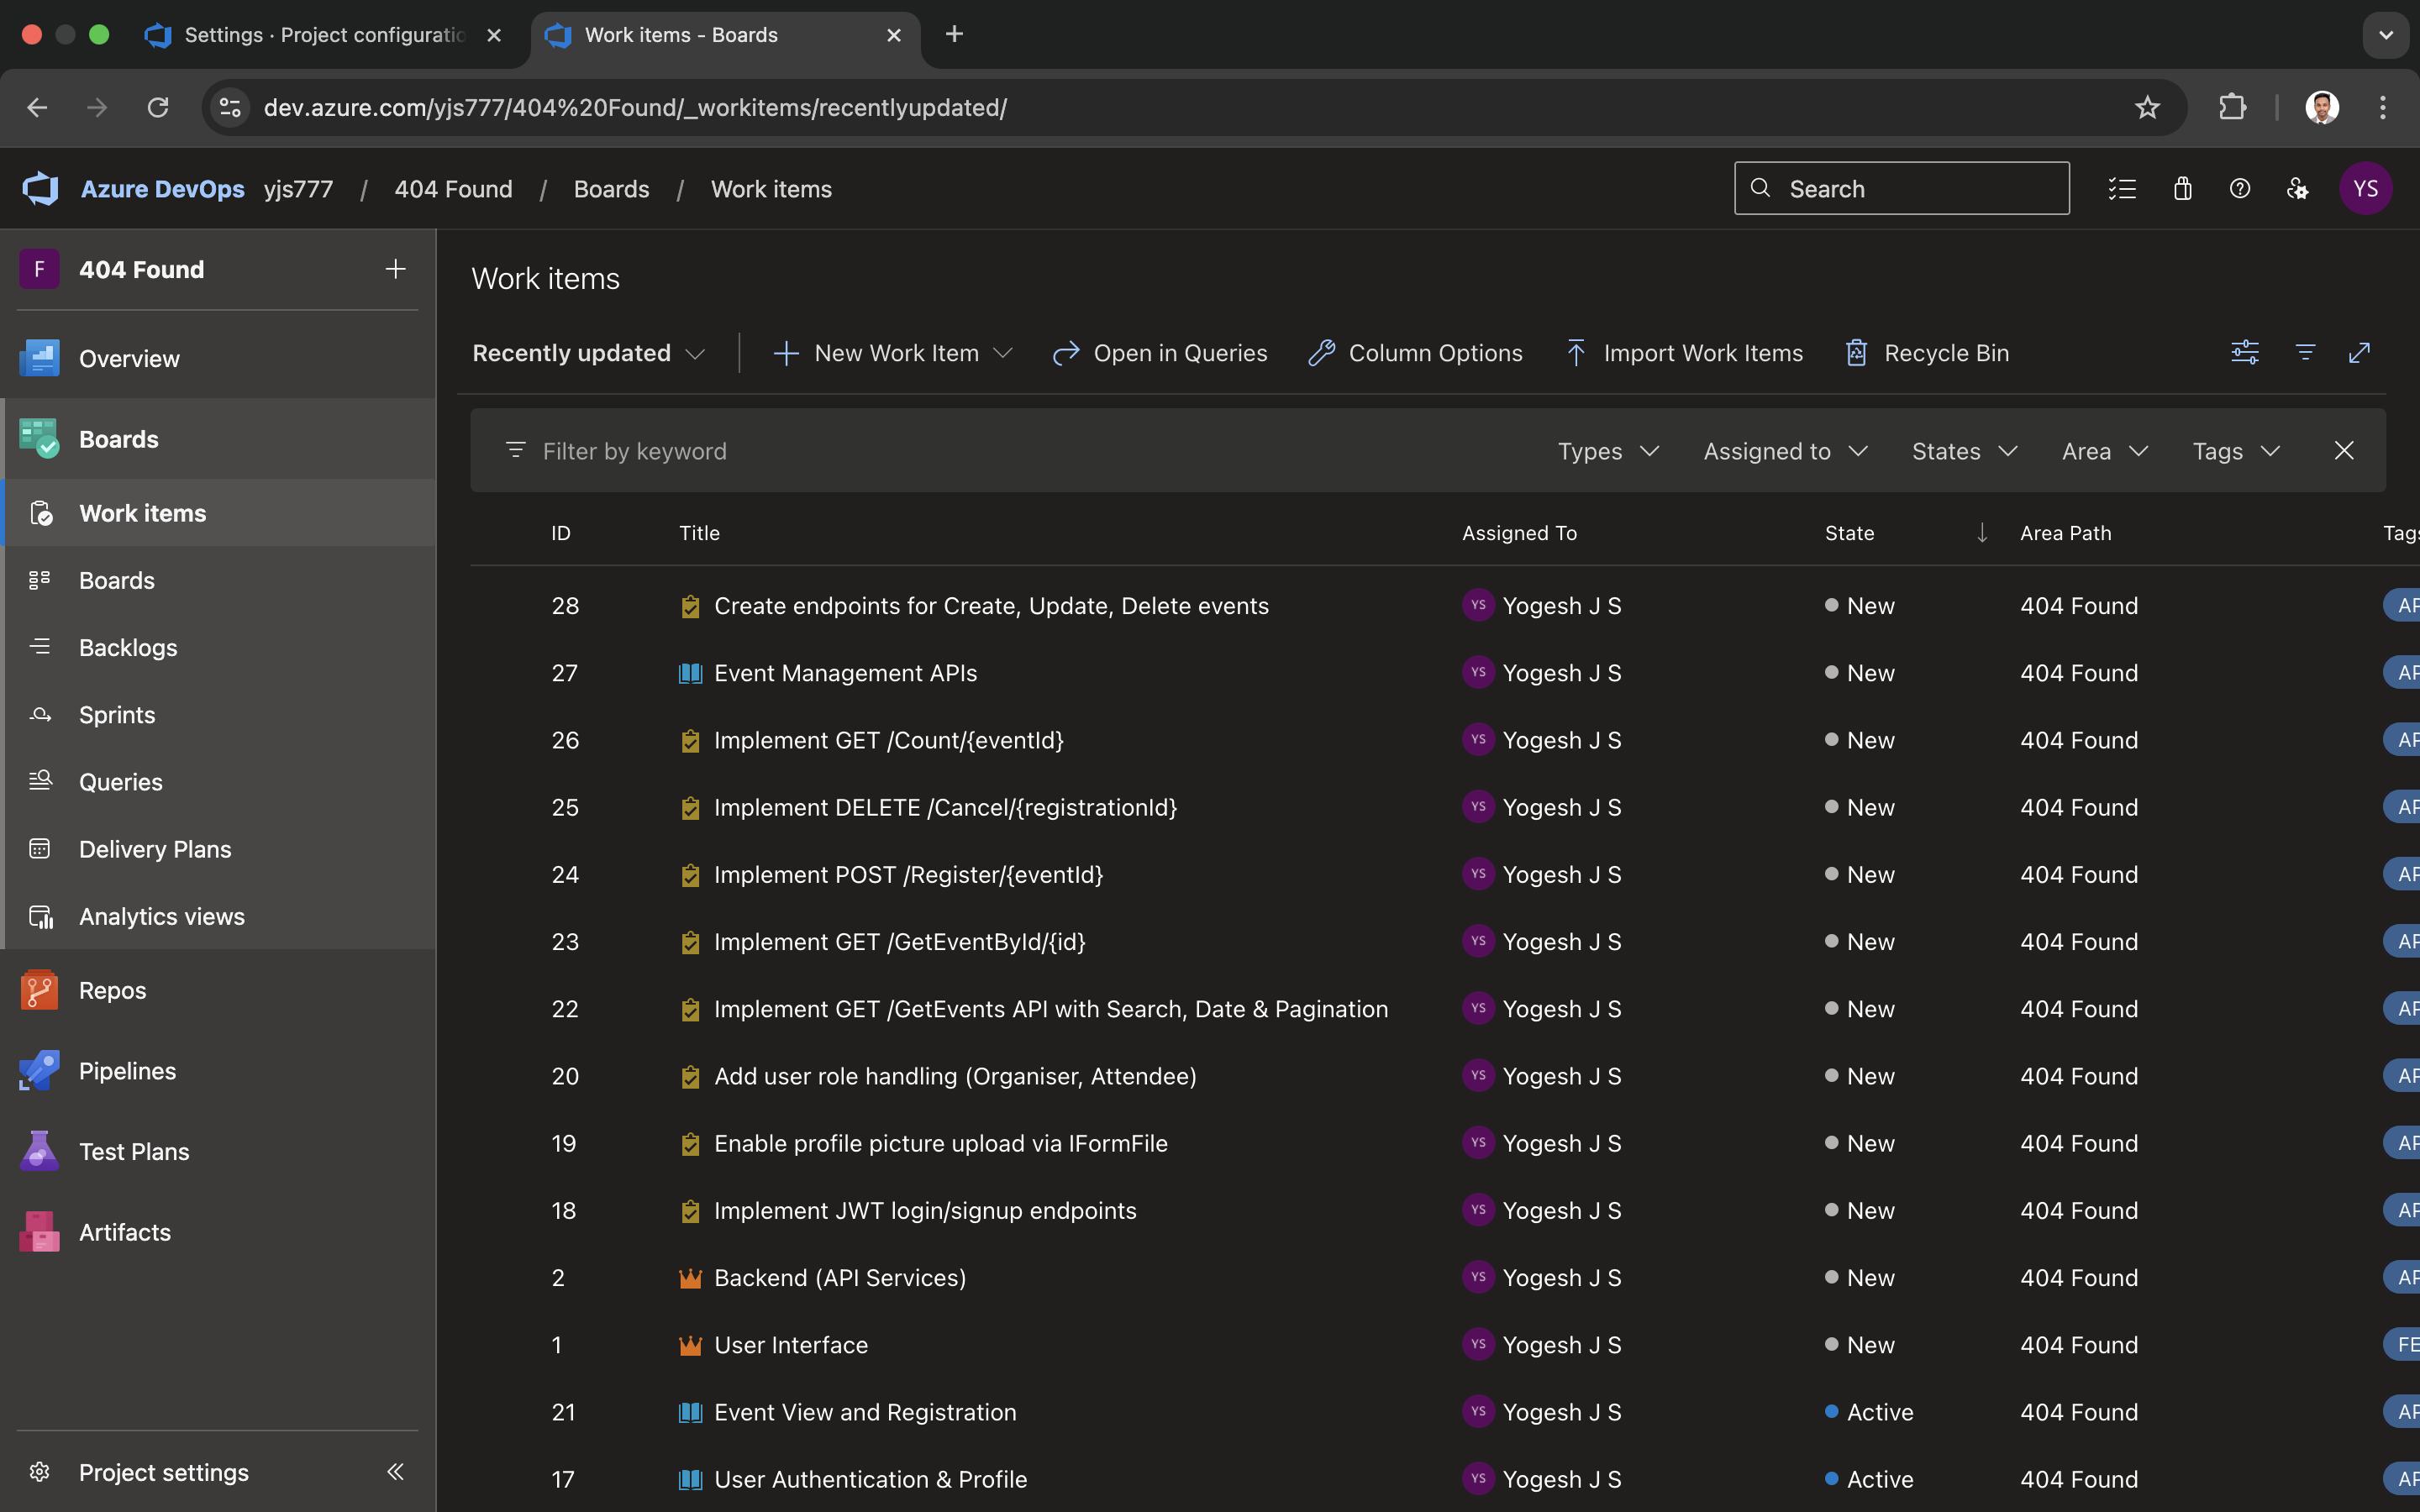 Settings · Project configuratio
Work items - Boards
dev.azure.com/yjs777/404%20Found/_workitems/recentlyupdated/
Azure DevOps yjs777 / 404 Found / Boards / Work items
Search
YS
F 404 Found
Overview
Boards
Work items
Boards
Backlogs
Sprints
Queries
Delivery Plans
Analytics views
Repos
Pipelines
Test Plans
Artifacts
Project settings
Work items
Recently updated New Work Item Open in Queries Column Options Import Work Items Recycle Bin
Filter by keyword Types Assigned to States Area Tags
ID Title Assigned To State Area Path Tags
28 Create endpoints for Create, Update, Delete events YS Yogesh J S New 404 Found AP
27 Event Management APIs YS Yogesh J S New 404 Found AP
26 Implement GET /Count/{eventId} YS Yogesh J S New 404 Found AP
25 Implement DELETE /Cancel/{registrationId} YS Yogesh J S New 404 Found AP
24 Implement POST /Register/{eventId} YS Yogesh J S New 404 Found AP
23 Implement GET /GetEventById/{id} YS Yogesh J S New 404 Found AP
22 Implement GET /GetEvents API with Search, Date & Pagination YS Yogesh J S New 404 Found AP
20 Add user role handling (Organiser, Attendee) YS Yogesh J S New 404 Found AP
19 Enable profile picture upload via IFormFile YS Yogesh J S New 404 Found AP
18 Implement JWT login/signup endpoints YS Yogesh J S New 404 Found AP
2 Backend (API Services) YS Yogesh J S New 404 Found AP
1 User Interface YS Yogesh J S New 404 Found FE
21 Event View and Registration YS Yogesh J S Active 404 Found AP
17 User Authentication & Profile YS Yogesh J S Active 404 Found AP